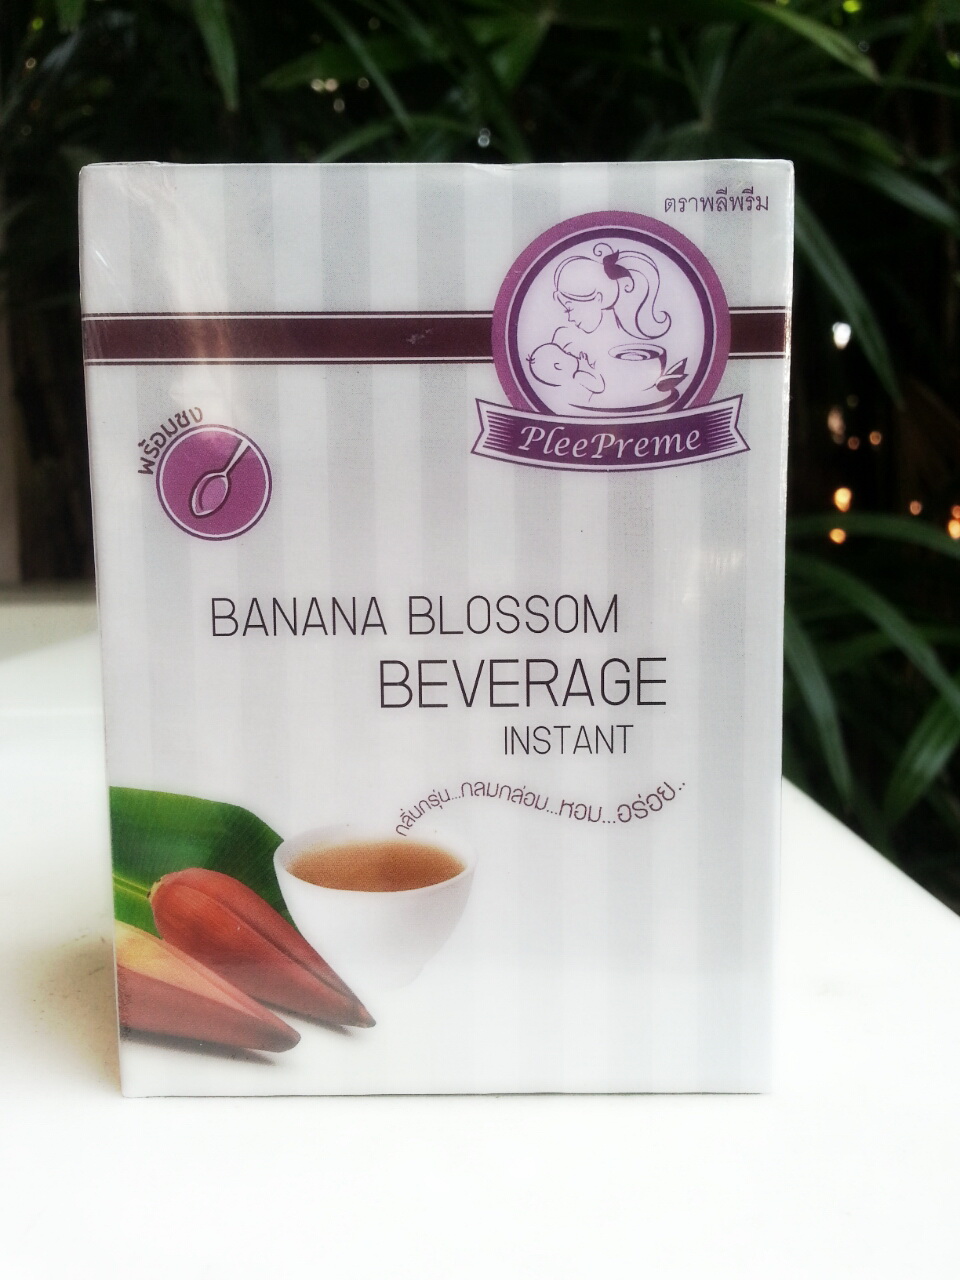 ตราพลีพรีม
PleePreme
พร้อมชง
BANANA BLOSSOM
BEVERAGE
INSTANT
กลิ่นกรุ่น...กลมกล่อม...หอม...อร่อย..